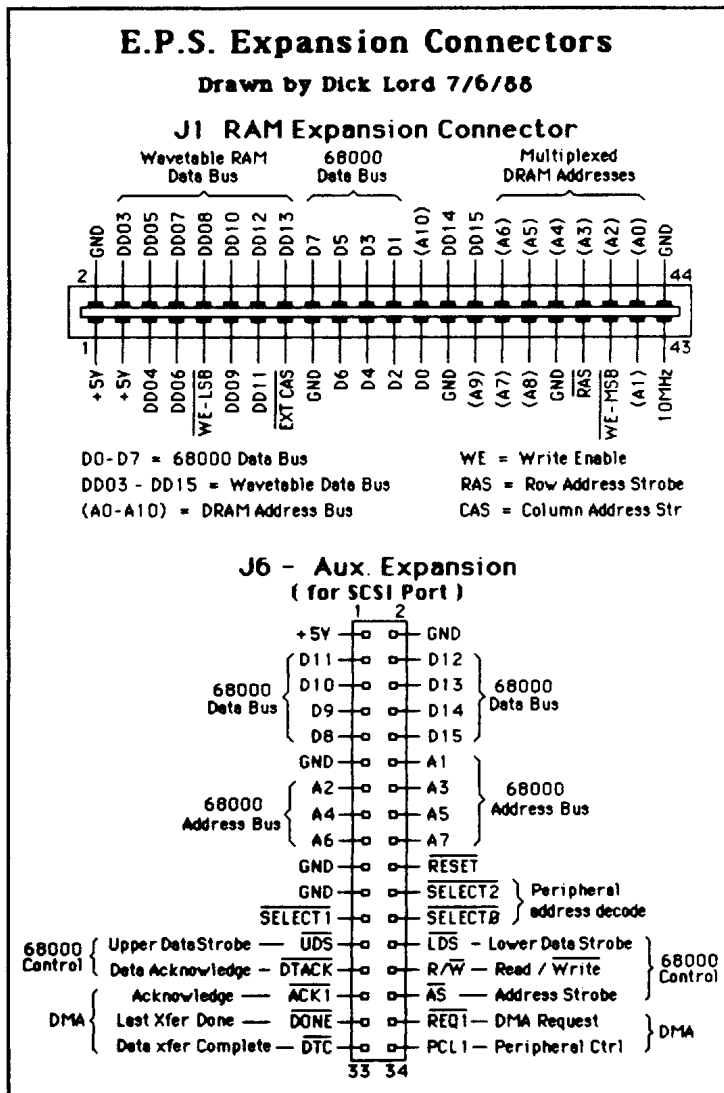 E.P.S. Expansion Connectors
Drawn by Dick Lord 7/6/88
J1 RAM Expansion Connector
Wavetable RAM Data Bus
68000 Data Bus
Multiplexed DRAM Addresses
GND DD03 DD05 DD07 DD08 DD10 DD12 DD13 D7 D5 D3 D1 (A10) DD14 DD15 (A6) (A5) (A4) (A3) (A2) (A0) GND
2 44
1 43
+5V +5V DD04 DD06 WE-LSB DD09 DD11 EXT CAS GND D6 D4 D2 D0 GND (A9) (A7) (A8) GND RAS WE-MSB (A1) 10MHz
D0-D7 = 68000 Data Bus
DD03 - DD15 = Wavetable Data Bus
(A0-A10) = DRAM Address Bus
WE = Write Enable
RAS = Row Address Strobe
CAS = Column Address Str
J6 - Aux. Expansion
( for SCSI Port )
1 2
+5V GND
D11 D12
D10 D13
D9 D14
D8 D15
68000 Data Bus
68000 Data Bus
GND A1
A2 A3
A4 A5
A6 A7
68000 Address Bus
68000 Address Bus
GND RESET
GND SELECT2
SELECT1 SELECT0
Peripheral address decode
68000 Control
Upper Data Strobe — UDS LDS – Lower Data Strobe
Data Acknowledge – DTACK R/W – Read / Write
Acknowledge — ACK1 AS — Address Strobe
68000 Control
DMA
Last Xfer Done – DONE REQ1 – DMA Request
Data xfer Complete – DTC PCL1 – Peripheral Ctrl
DMA
33 34